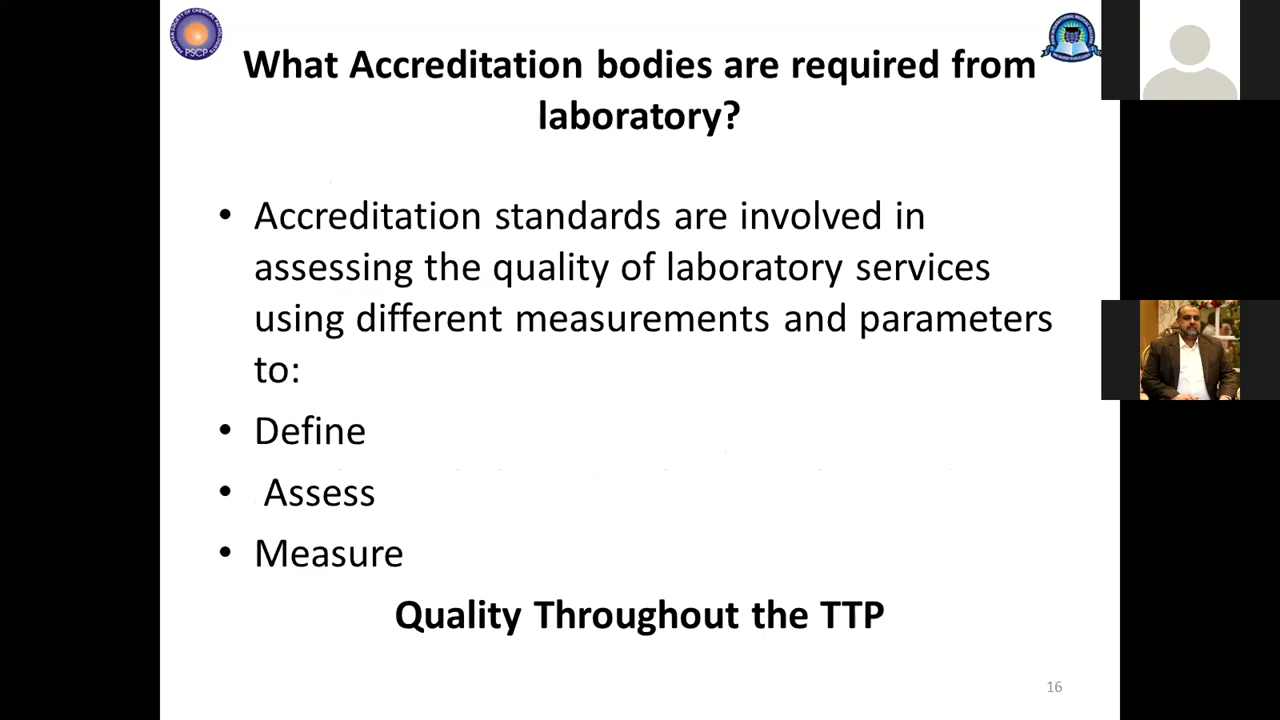 PSCP
What Accreditation bodies are required from
laboratory?
• Accreditation standards are involved in
assessing the quality of laboratory services
using different measurements and parameters
to:
• Define
• Assess
• Measure
Quality Throughout the TTP
16